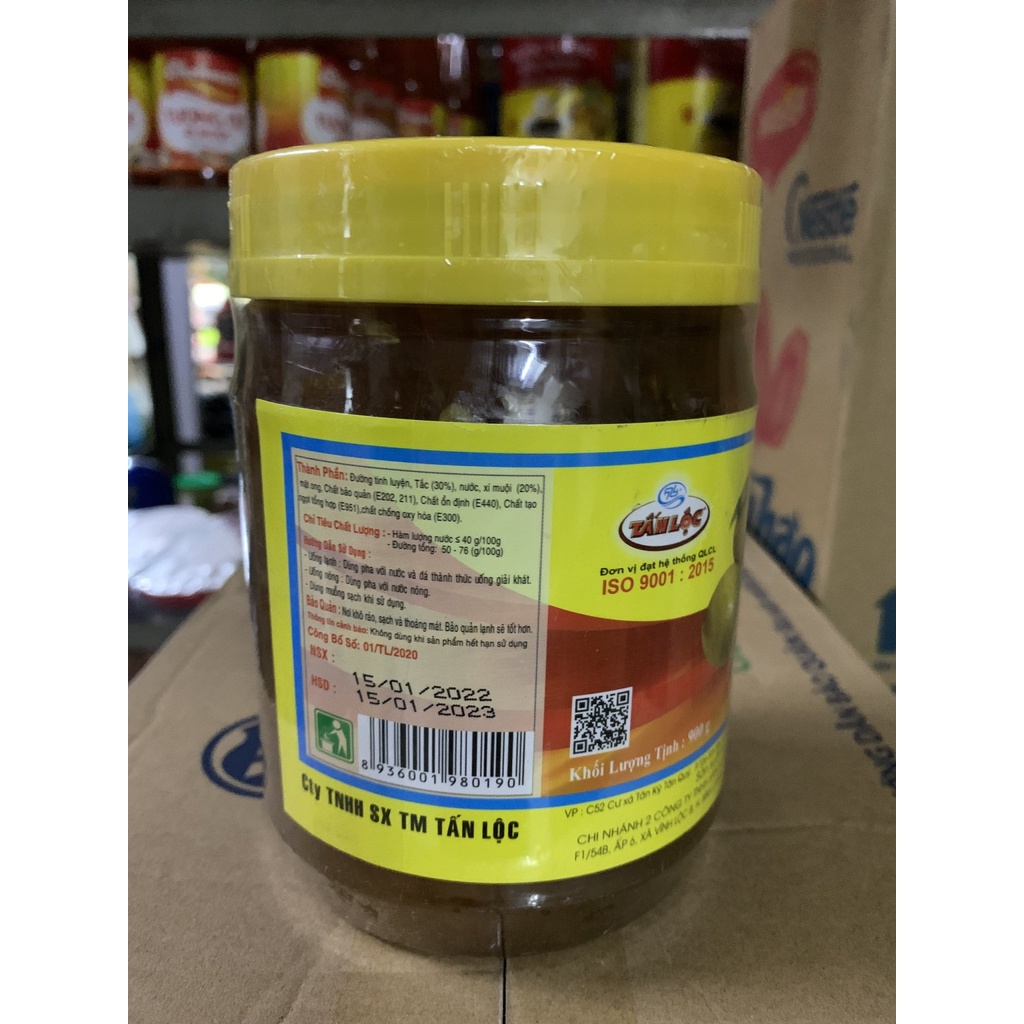 Nestlé
Thành Phần: Đường tinh luyện, Tắc (30%), nước, xí muội (20%),
mật ong, Chất bảo quản (E202, 211), Chất ổn định (E440), Chất tạo
ngọt tổng hợp (E951),chất chống oxy hóa (E300).
Chỉ Tiêu Chất Lượng : - Hàm lượng nước ≤ 40 g/100g
- Đường tổng: 50 - 76 (g/100g)
Hướng Dẫn Sử Dụng :
- Uống lạnh : Dùng pha với nước và đá thành thức uống giải khát.
- Uống nóng : Dùng pha với nước nóng.
- Dùng muỗng sạch khi sử dụng.
Bảo Quản : Nơi khô ráo, sạch và thoáng mát. Bảo quản lạnh sẽ tốt hơn.
Thông tin cảnh báo: Không dùng khi sản phẩm hết hạn sử dụng
Công Bố Số: 01/TL/2020
NSX : 15/01/2022
HSD : 15/01/2023
8 936001 980190
Cty TNHH SX TM TẤN LỘC
TẤN LỘC
Đơn vị đạt hệ thống QLCL
ISO 9001 : 2015
Khối Lượng Tịnh : 900 g
VP : C52 Cư xá Tân Kỳ Tân Quý
CHI NHÁNH 2 CÔNG TY
F1/54B, ẤP 6, XÃ VĨNH LỘC B, H.